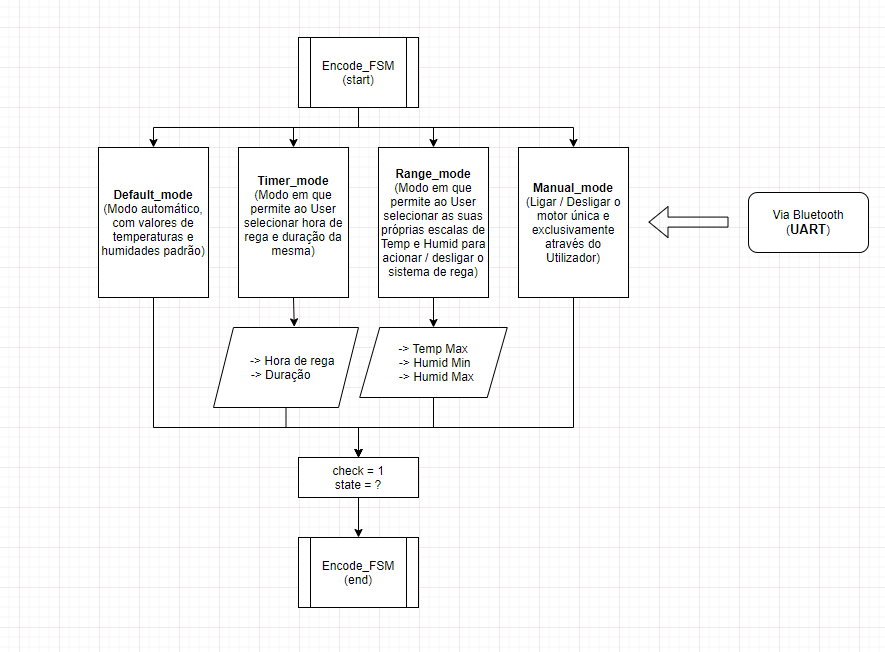 Encode_FSM
(start)
Default_mode
(Modo automático,
com valores de
temperaturas e
humidades padrão)
Timer_mode
(Modo em que
permite ao User
selecionar hora de
rega e duração da
mesma)
Range_mode
(Modo em que
permite ao User
selecionar as suas
próprias escalas de
Temp e Humid para
acionar / desligar o
sistema de rega)
Manual_mode
(Ligar / Desligar o
motor única e
exclusivamente
através do
Utilizador)
Via Bluetooth
(UART)
-> Hora de rega
-> Duração
-> Temp Max
-> Humid Min
-> Humid Max
check = 1
state = ?
Encode_FSM
(end)